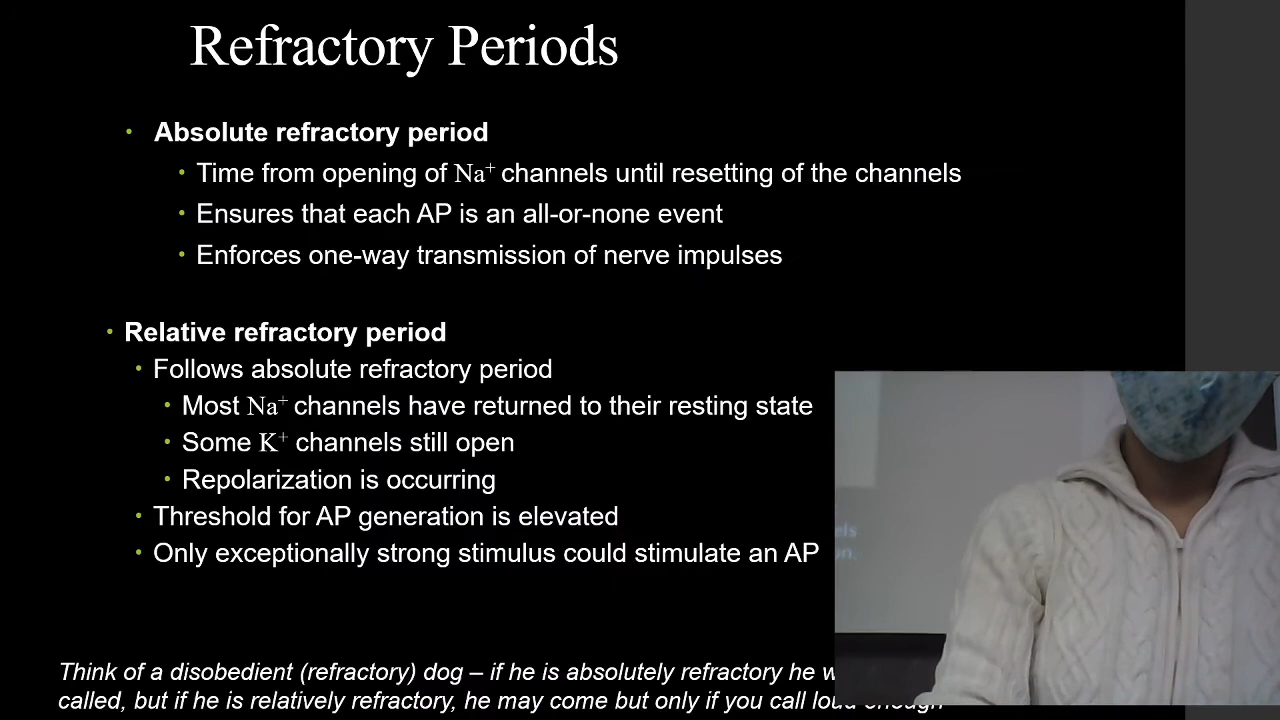 Refractory Periods
• Absolute refractory period
• Time from opening of Na⁺ channels until resetting of the channels
• Ensures that each AP is an all-or-none event
• Enforces one-way transmission of nerve impulses
• Relative refractory period
• Follows absolute refractory period
• Most Na⁺ channels have returned to their resting state
• Some K⁺ channels still open
• Repolarization is occurring
• Threshold for AP generation is elevated
• Only exceptionally strong stimulus could stimulate an AP
Think of a disobedient (refractory) dog – if he is absolutely refractory he
called, but if he is relatively refractory, he may come but only if you call loud enough